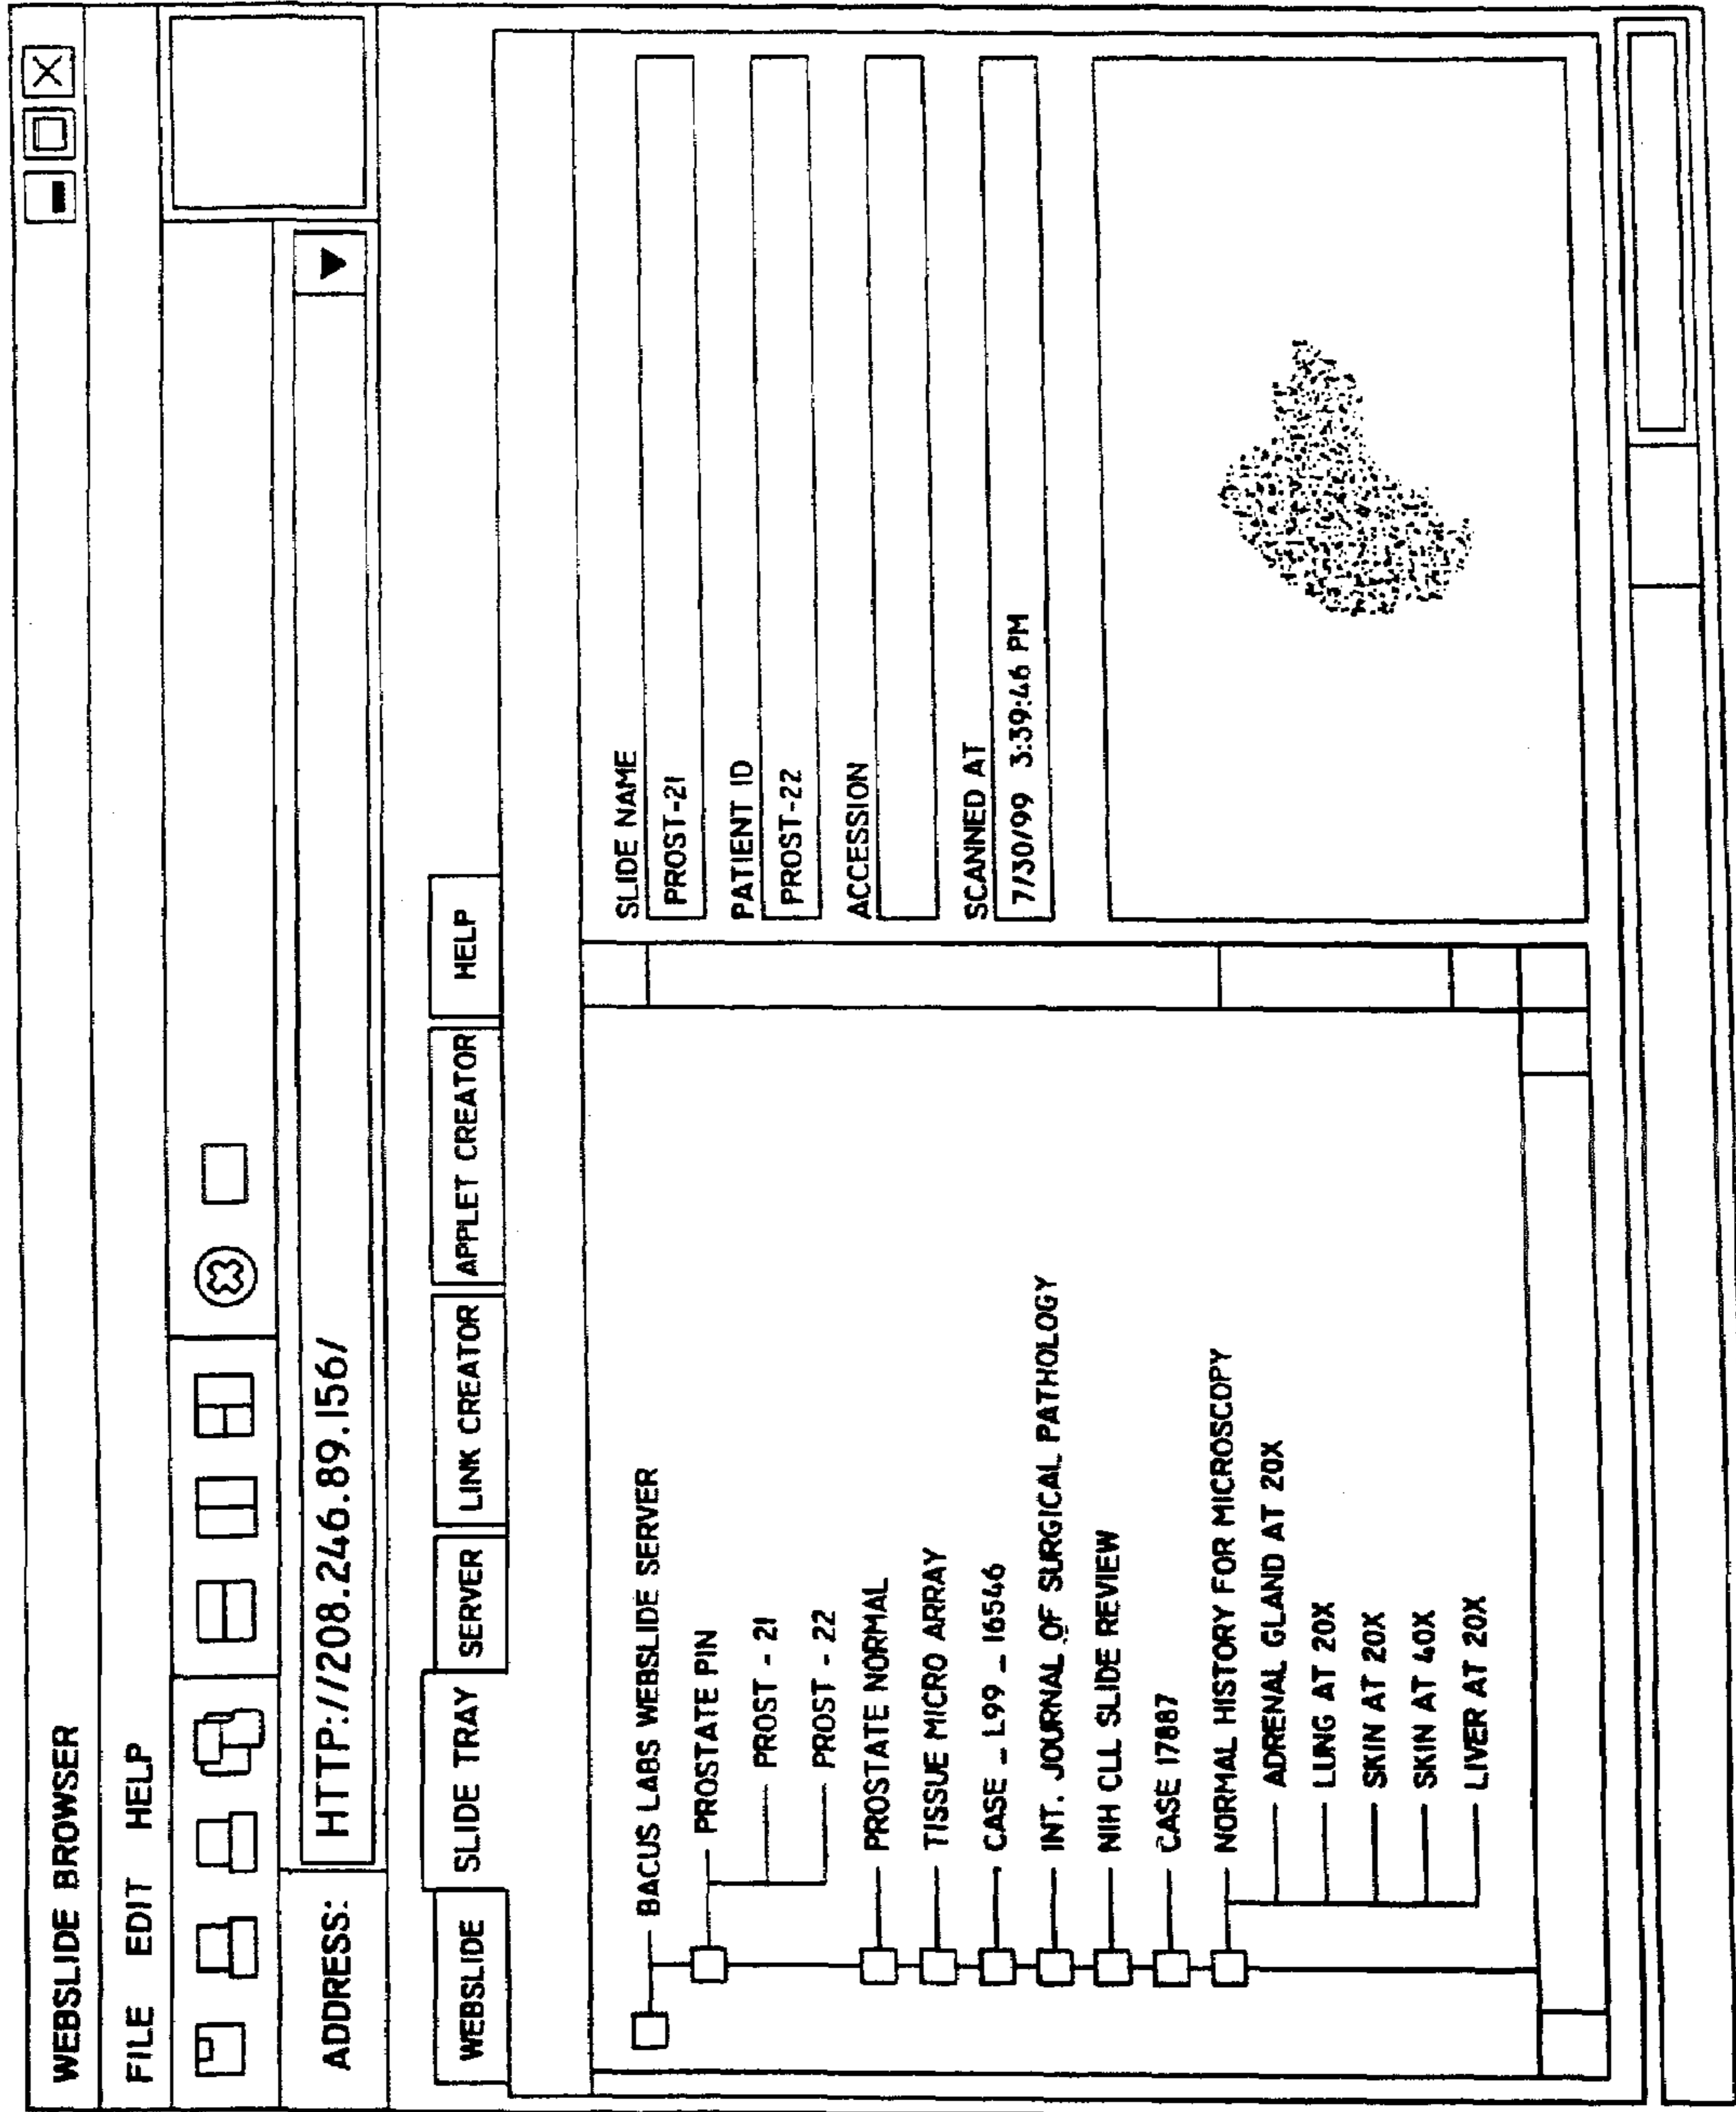 WEBSLIDE BROWSER
FILE EDIT HELP
ADDRESS: HTTP://208.246.89.156/
WEBSLIDE SLIDE TRAY SERVER LINK CREATOR APPLET CREATOR HELP
BACUS LABS WEBSLIDE SERVER
PROSTATE PIN
PROST - 21
PROST - 22
PROSTATE NORMAL
TISSUE MICRO ARRAY
CASE _ L99 _ 16546
INT. JOURNAL OF SURGICAL PATHOLOGY
NIH CLL SLIDE REVIEW
CASE 17887
NORMAL HISTORY FOR MICROSCOPY
ADRENAL GLAND AT 20X
LUNG AT 20X
SKIN AT 20X
SKIN AT 40X
LIVER AT 20X
SLIDE NAME
PROST-21
PATIENT ID
PROST-22
ACCESSION
SCANNED AT
7/30/99 3:39:46 PM